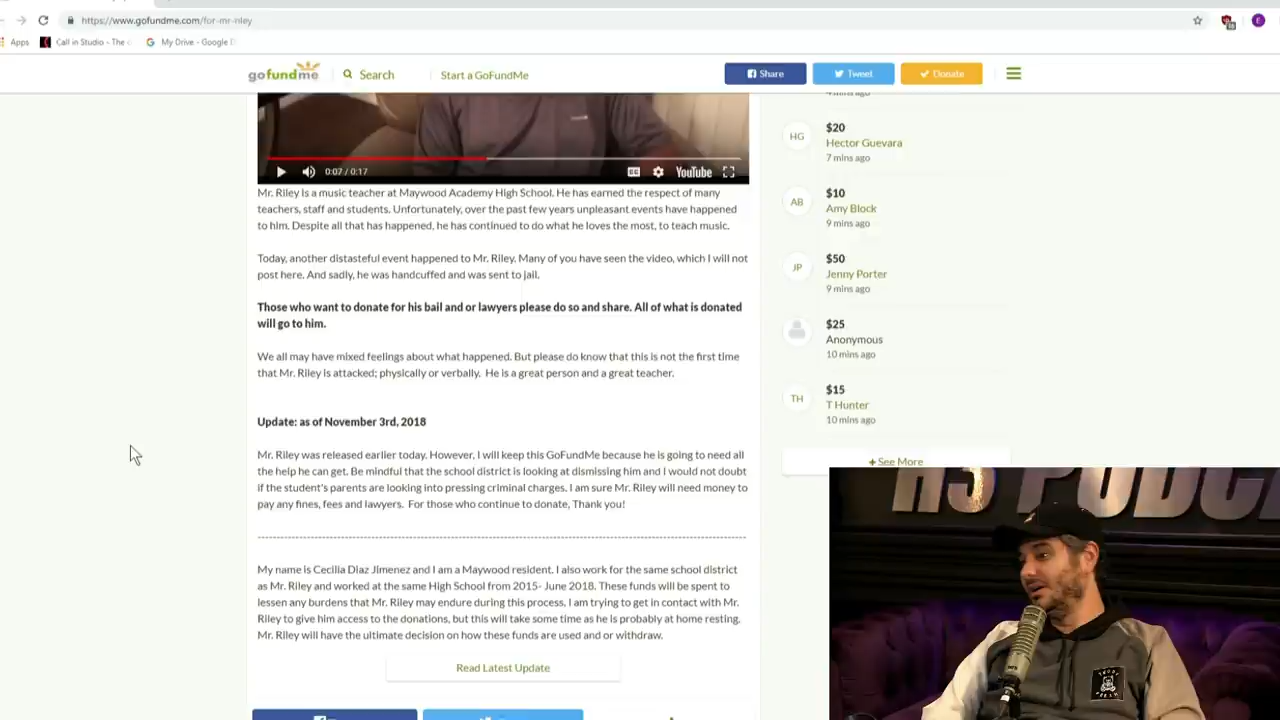 https://www.gofundme.com/for-mr-riley
Apps
Call in Studio - The
My Drive - Google D
gofundme
Search
Start a GoFundMe
Share
Tweet
Donate
0:07 / 0:17
CC
YouTube
Mr. Riley is a music teacher at Maywood Academy High School. He has earned the respect of many
teachers, staff and students. Unfortunately, over the past few years unpleasant events have happened
to him. Despite all that has happened, he has continued to do what he loves the most, to teach music.
Today, another distasteful event happened to Mr. Riley. Many of you have seen the video, which I will not
post here. And sadly, he was handcuffed and was sent to jail.
Those who want to donate for his bail and or lawyers please do so and share. All of what is donated
will go to him.
We all may have mixed feelings about what happened. But please do know that this is not the first time
that Mr. Riley is attacked; physically or verbally. He is a great person and a great teacher.
Update: as of November 3rd, 2018
Mr. Riley was released earlier today. However, I will keep this GoFundMe because he is going to need all
the help he can get. Be mindful that the school district is looking at dismissing him and I would not doubt
if the student's parents are looking into pressing criminal charges. I am sure Mr. Riley will need money to
pay any fines, fees and lawyers. For those who continue to donate, Thank you!
My name is Cecilia Diaz Jimenez and I am a Maywood resident. I also work for the same school district
as Mr. Riley and worked at the same High School from 2015- June 2018. These funds will be spent to
lessen any burdens that Mr. Riley may endure during this process. I am trying to get in contact with Mr.
Riley to give him access to the donations, but this will take some time as he is probably at home resting.
Mr. Riley will have the ultimate decision on how these funds are used and or withdraw.
Read Latest Update
4 mins ago
HG
$20
Hector Guevara
7 mins ago
AB
$10
Amy Block
9 mins ago
JP
$50
Jenny Porter
9 mins ago
$25
Anonymous
10 mins ago
TH
$15
T Hunter
10 mins ago
+ See More
H3 PODCA
TEDDY
FRESH
E